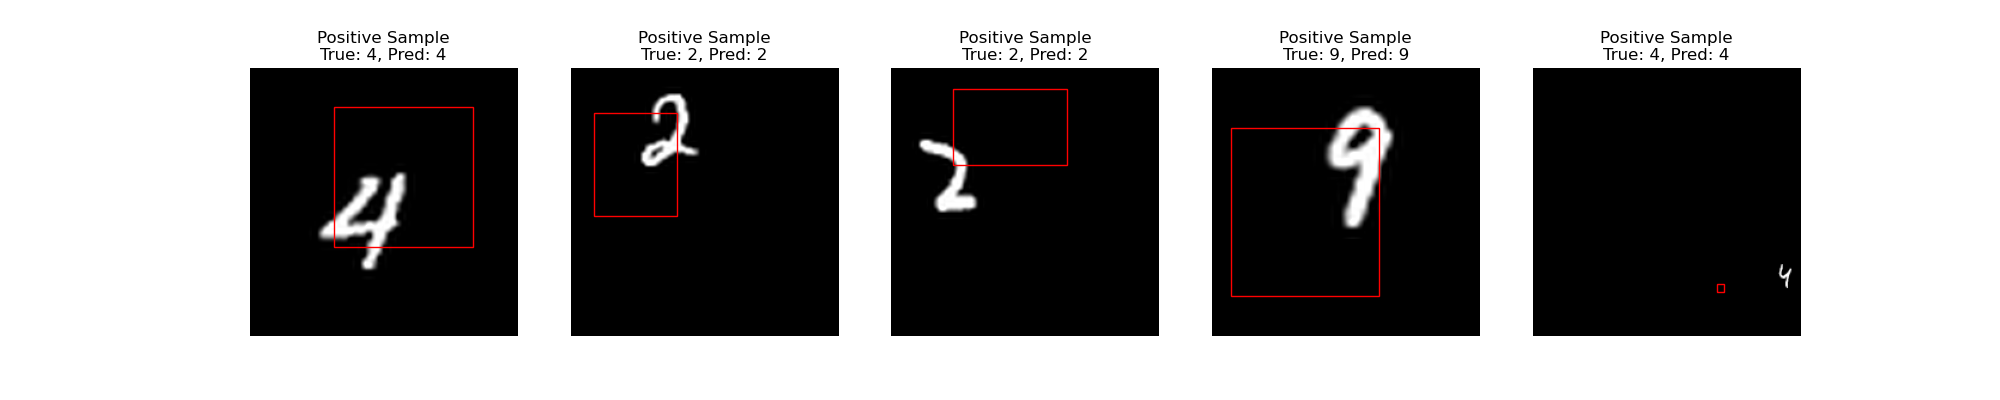 Positive Sample
True: 4, Pred: 4
Positive Sample
True: 2, Pred: 2
Positive Sample
True: 2, Pred: 2
Positive Sample
True: 9, Pred: 9
Positive Sample
True: 4, Pred: 4
4
2
2
9
4